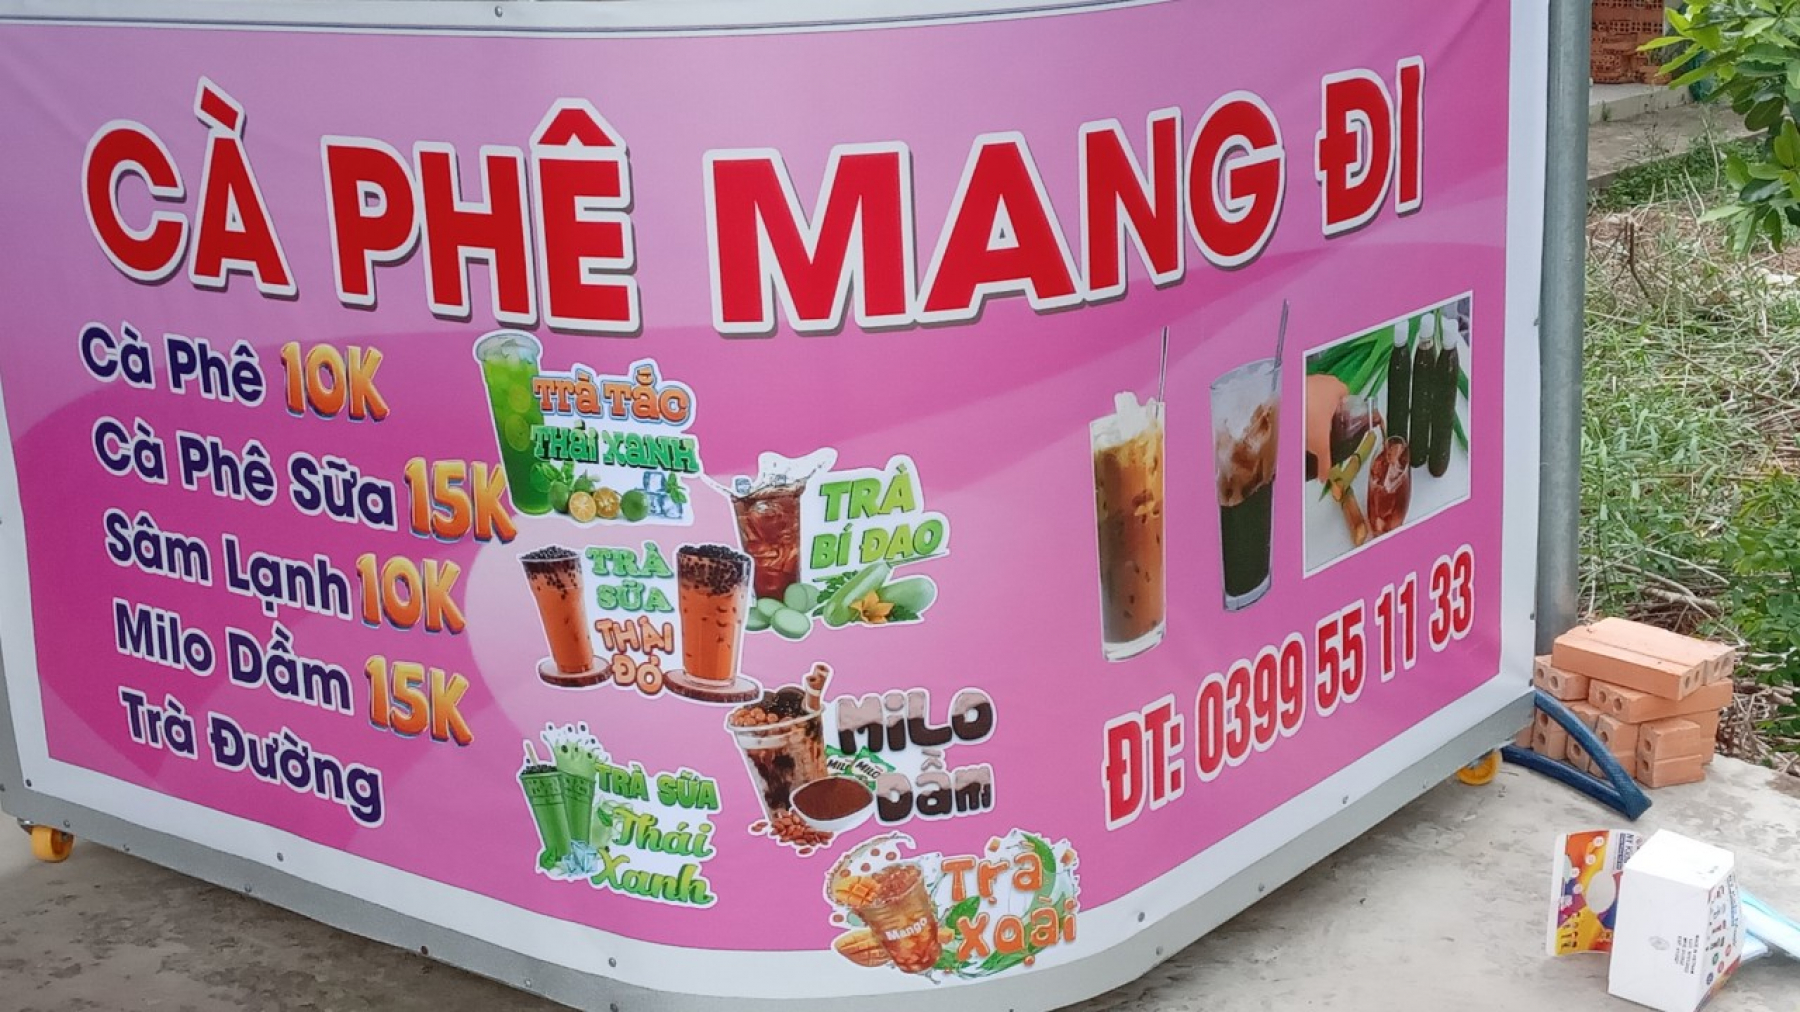 CÀ PHÊ MANG ĐI
Cà Phê 10K
Cà Phê Sữa 15K
Sâm Lạnh 10K
Milo Dầm 15K
Trà Đường
TRÀ TẮC
THÁI XANH
TRÀ
BÍ ĐAO
TRÀ
SỮA
THÁI
ĐỎ
MILO
DẦM
MILO
MILO
TRÀ SỮA
Thái
Xanh
Trà
Xoài
Mango
ĐT: 0399 55 11 33